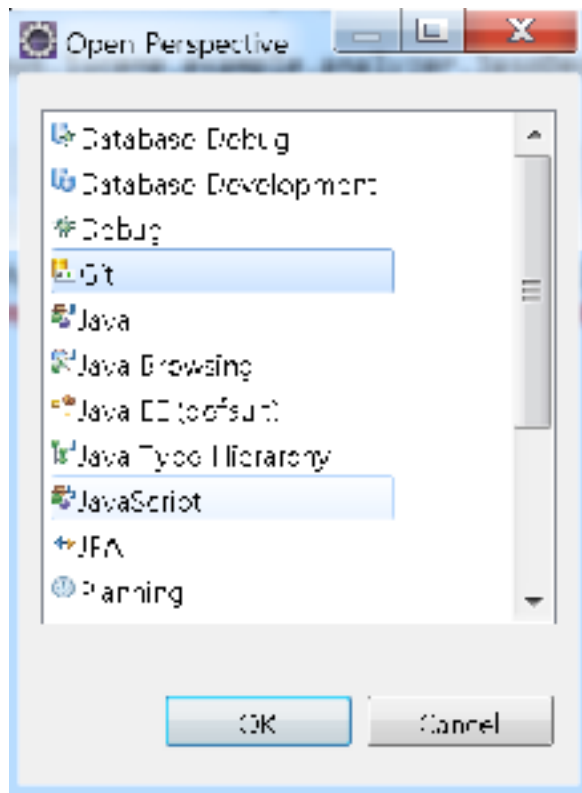 Open Perspective
Database Debug
Database Development
Debug
Git
Java
Java Browsing
Java EE (default)
Java Type Hierarchy
JavaScript
JPA
Planning
OK
Cancel